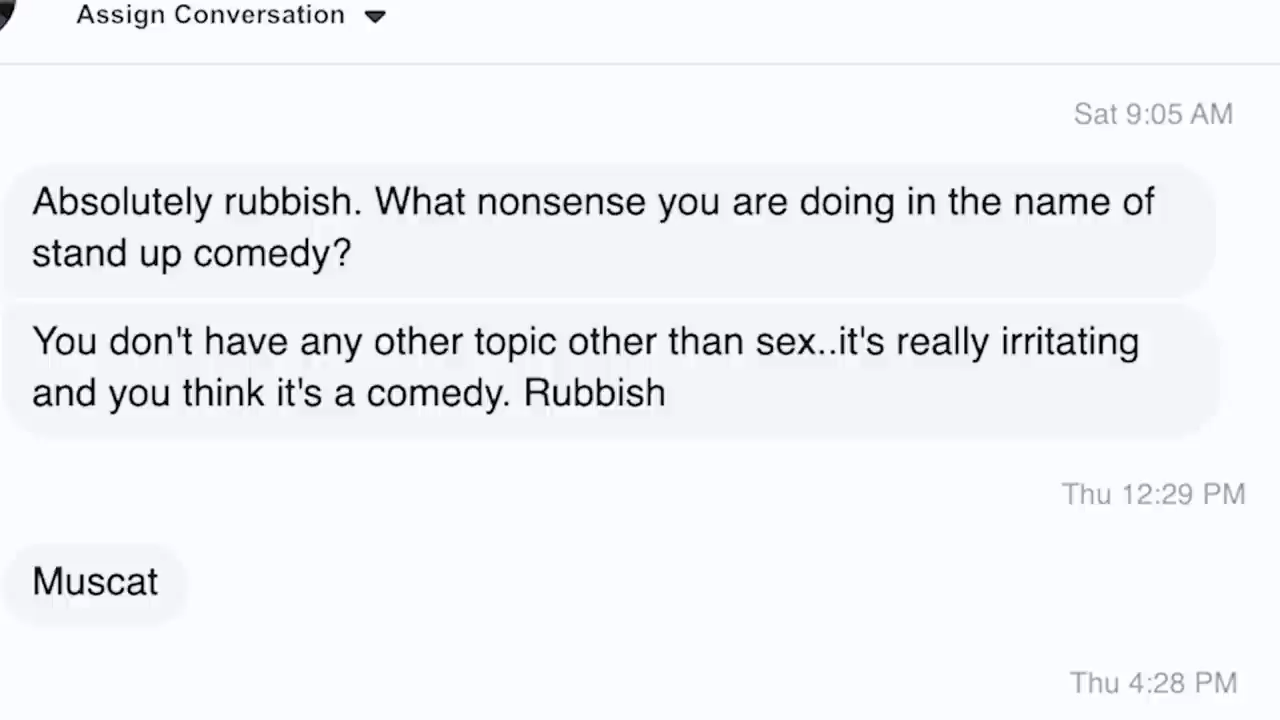 Assign Conversation
Sat 9:05 AM
Absolutely rubbish. What nonsense you are doing in the name of
stand up comedy?
You don't have any other topic other than sex..it's really irritating
and you think it's a comedy. Rubbish
Thu 12:29 PM
Muscat
Thu 4:28 PM